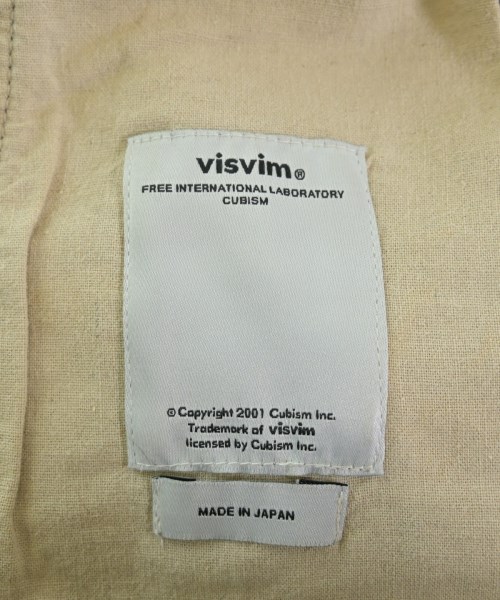 visvim®
FREE INTERNATIONAL LABORATORY
CUBISM
© Copyright 2001 Cubism Inc.
Trademark of visvim
licensed by Cubism Inc.
MADE IN JAPAN